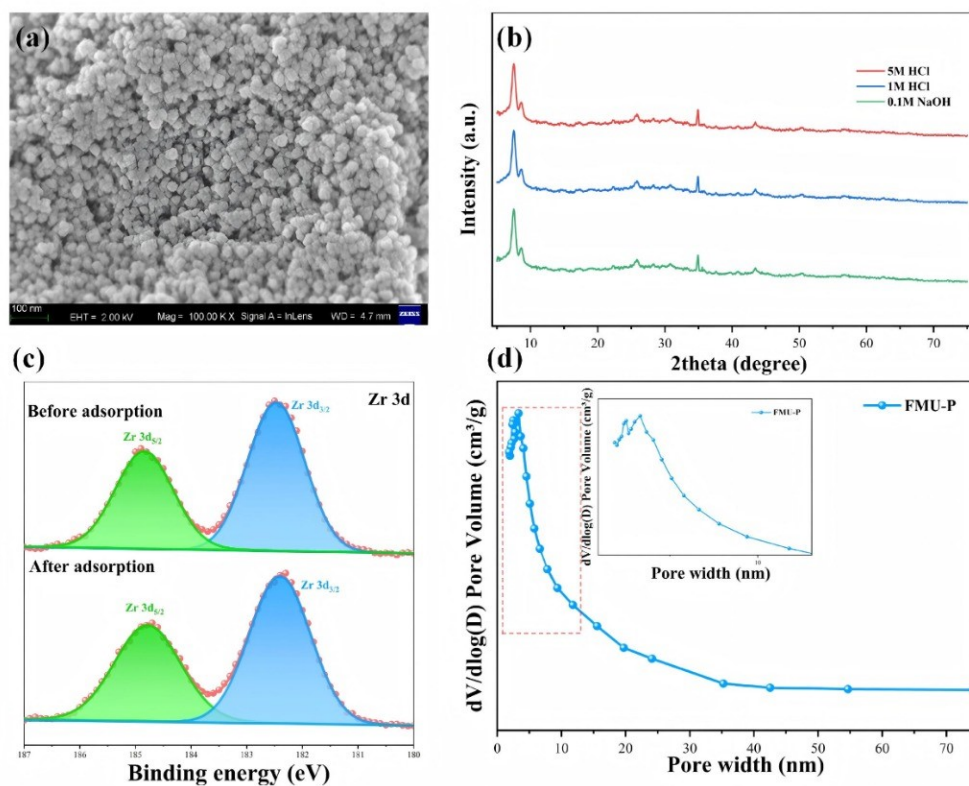 (a)
100 nm
EHT = 2.00 kV Mag = 100.00 K X Signal A = InLens WD = 4.7 mm ZEISS
(b)
5M HCl
1M HCl
0.1M NaOH
Intensity (a.u.)
10 20 30 40 50 60 70
2theta (degree)
(c)
Zr 3d
Before adsorption
Zr 3d5/2
Zr 3d3/2
After adsorption
Zr 3d5/2
Zr 3d3/2
187 186 185 184 183 182 181 180
Binding energy (eV)
(d)
FMU-P
dV/dlog(D) Pore Volume (cm³/g)
FMU-P
dV/dlog(D) Pore Volume (cm³/g)
10
Pore width (nm)
0 10 20 30 40 50 60 70
Pore width (nm)